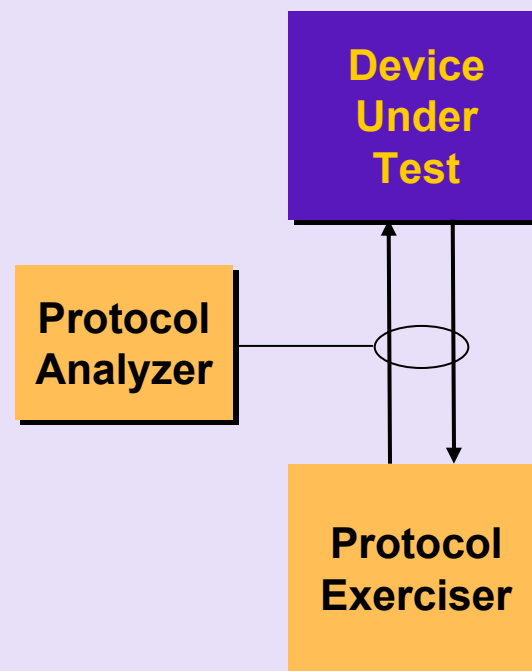 Device
Under
Test
Protocol
Analyzer
Protocol
Exerciser